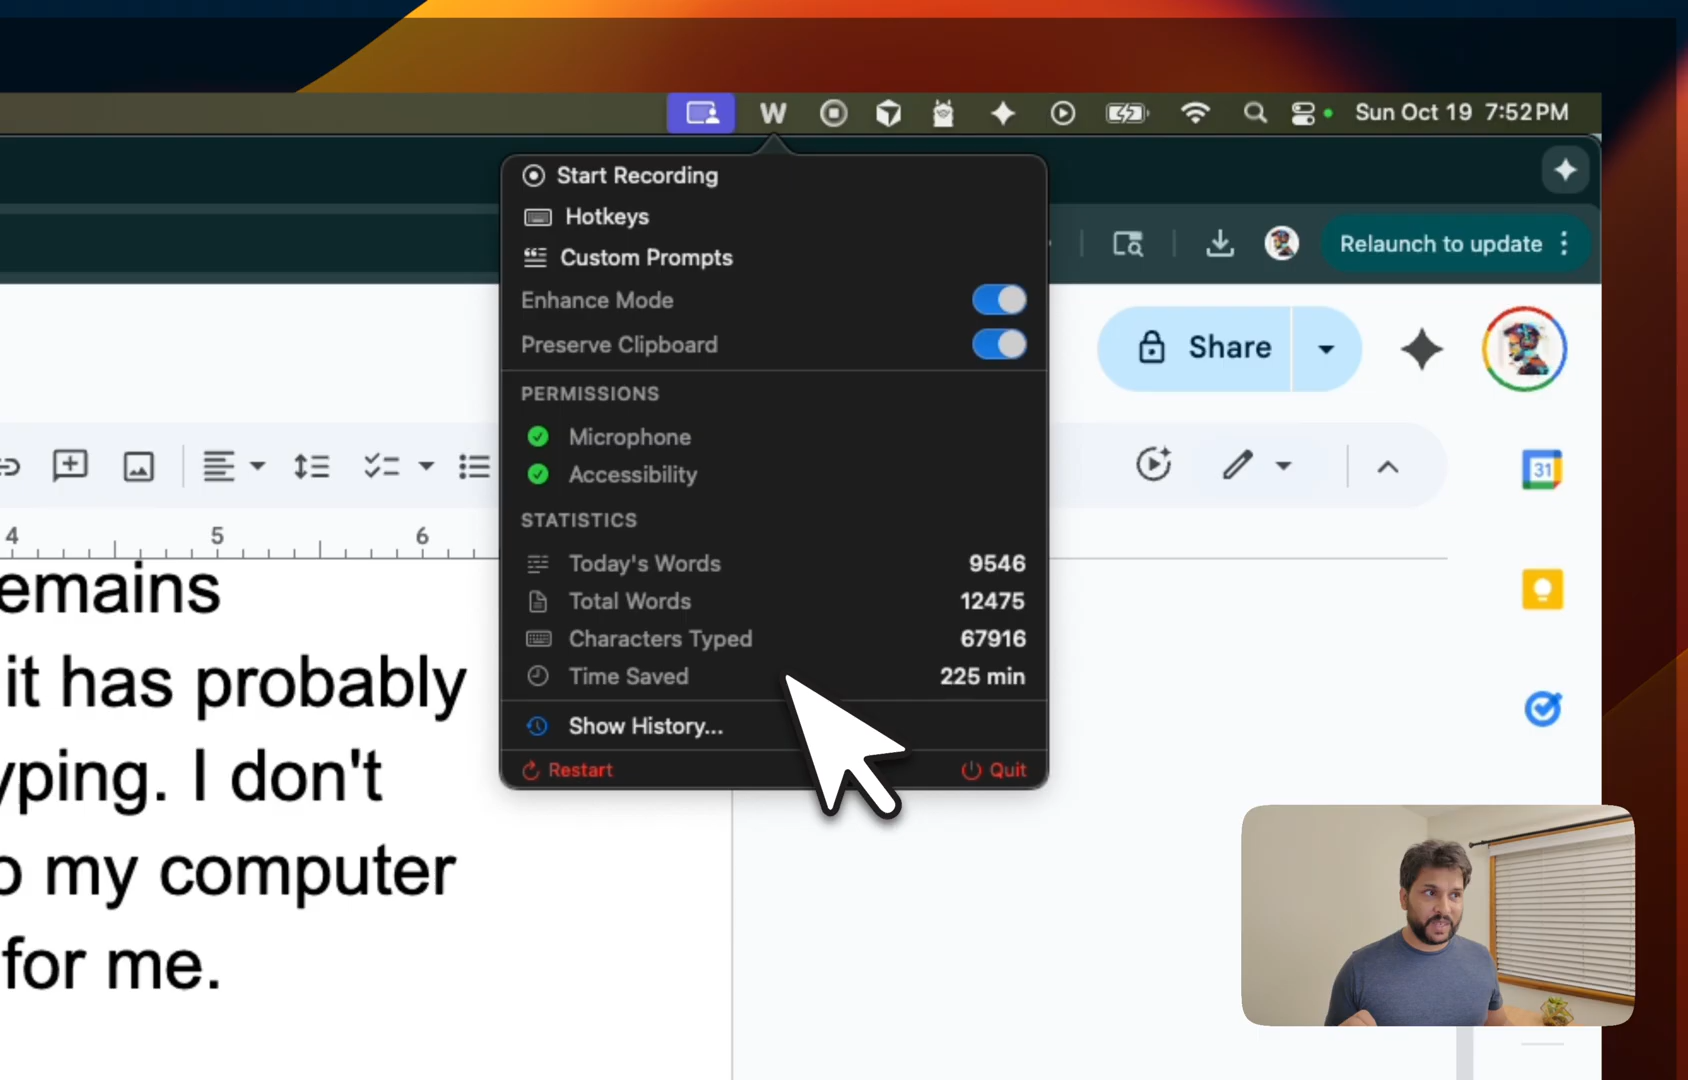 W
Sun Oct 19 7:52 PM
Start Recording
Hotkeys
Custom Prompts
Enhance Mode
Preserve Clipboard
PERMISSIONS
Microphone
Accessibility
STATISTICS
Today's Words 9546
Total Words 12475
Characters Typed 67916
Time Saved 225 min
Show History...
Restart Quit
Relaunch to update
Share
31
4 5 6
emains
it has probably
yping. I don't
o my computer
for me.